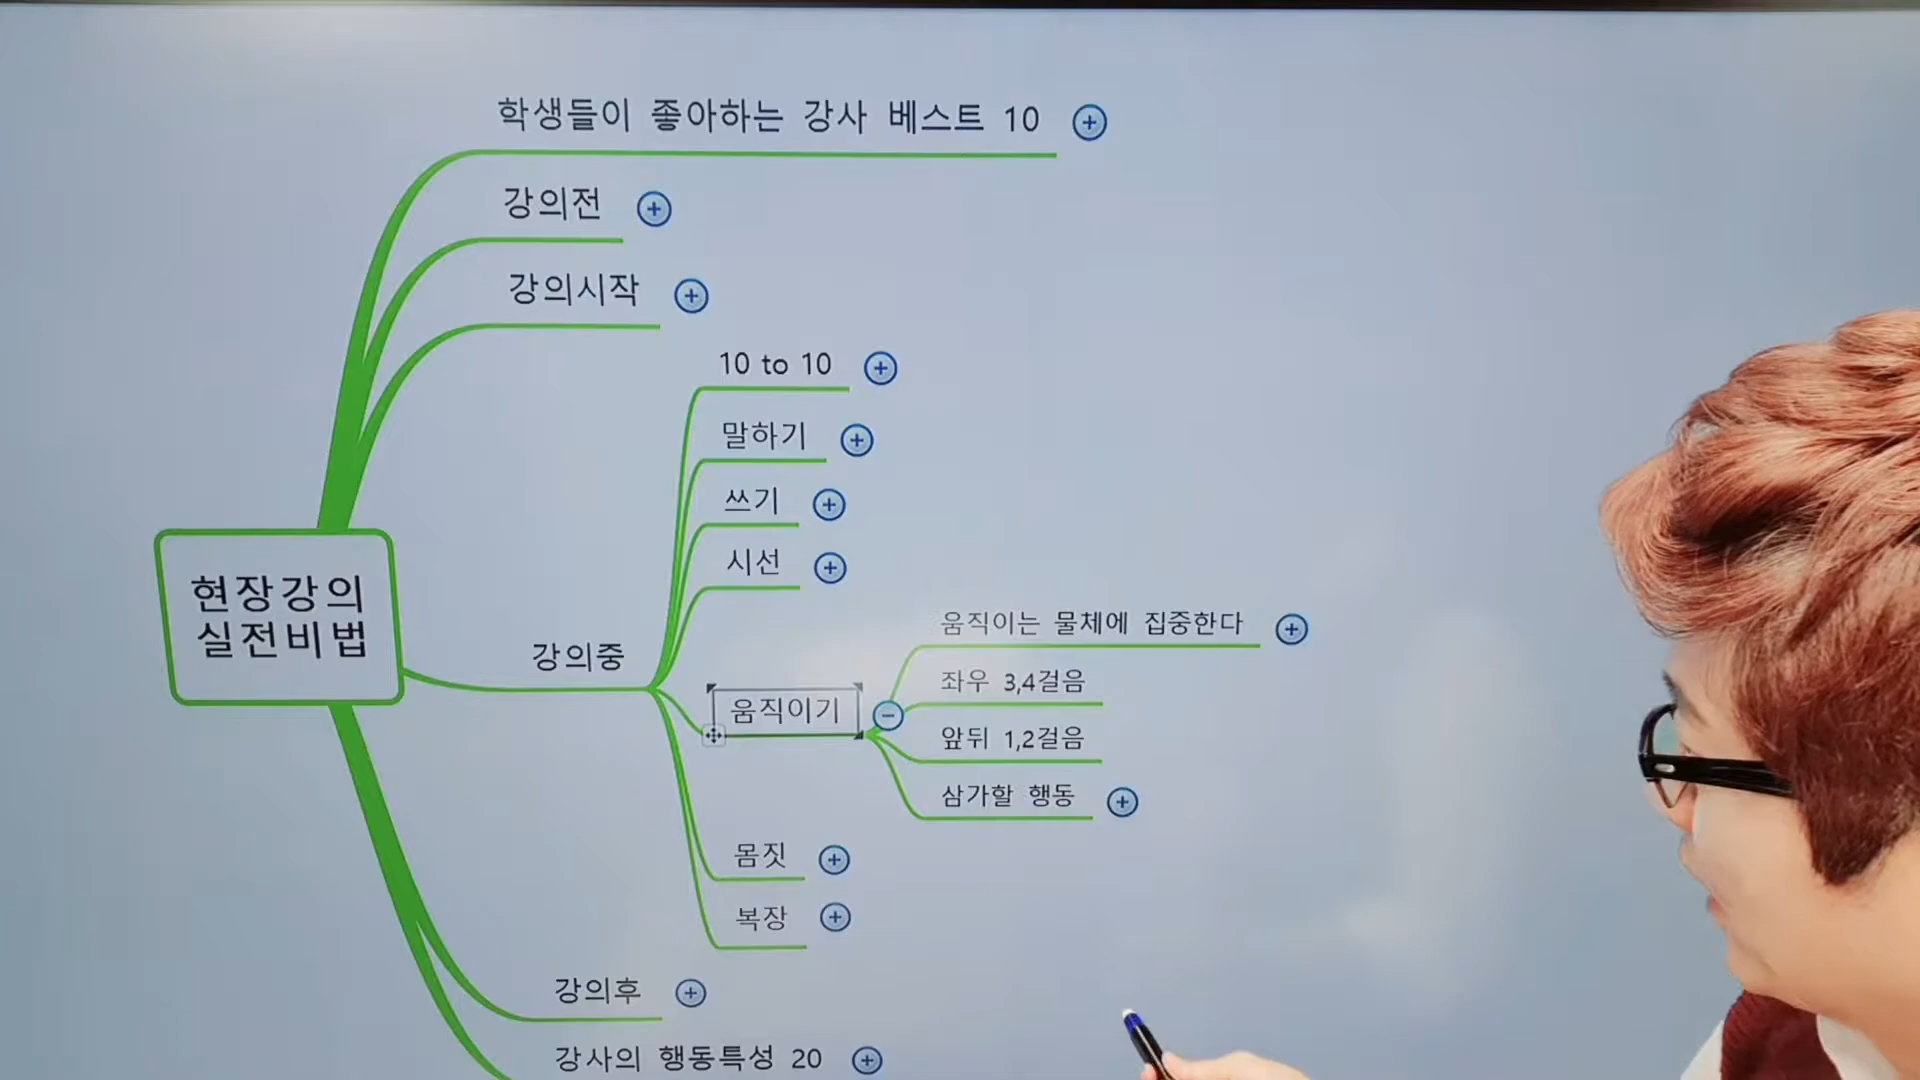 학생들이 좋아하는 강사 베스트 10
강의전
강의시작
10 to 10
말하기
쓰기
시선
현장강의
실전비법
강의중
움직이기
움직이는 물체에 집중한다
좌우 3,4걸음
앞뒤 1,2걸음
삼가할 행동
몸짓
복장
강의후
강사의 행동특성 20